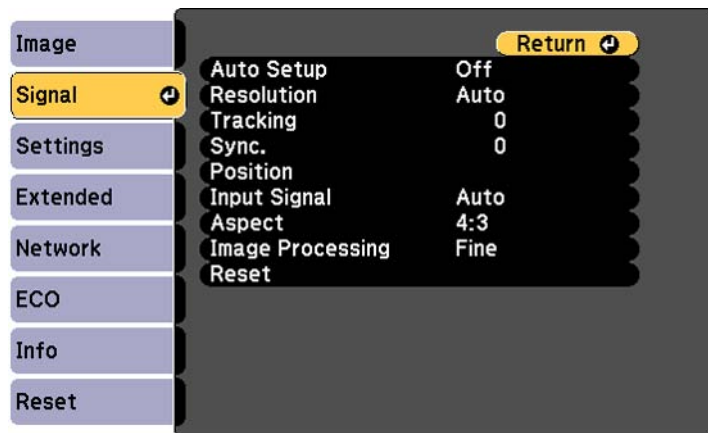 Image
Signal
Settings
Extended
Network
ECO
Info
Reset
Return
Auto Setup Off
Resolution Auto
Tracking 0
Sync. 0
Position
Input Signal Auto
Aspect 4:3
Image Processing Fine
Reset